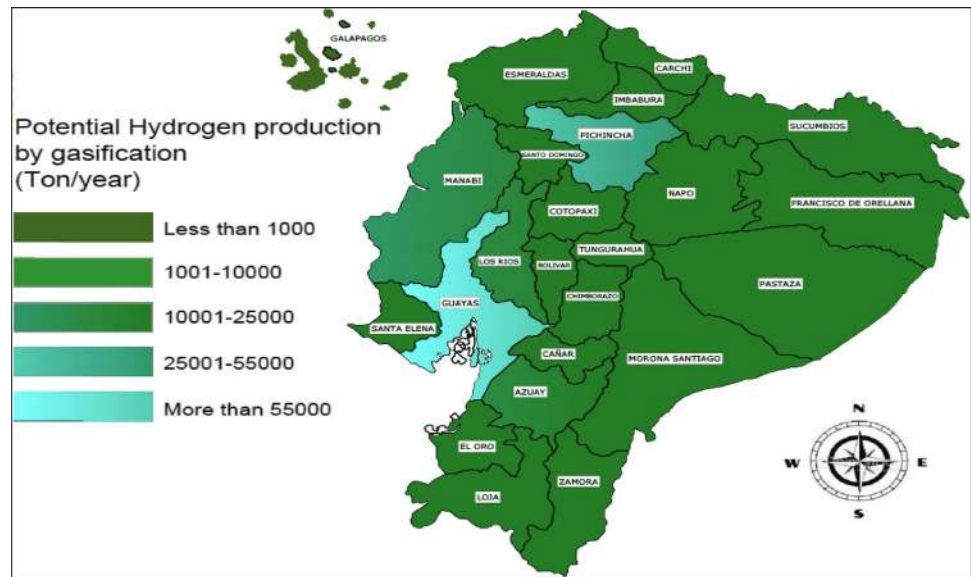 GALAPAGOS
ESMERALDAS
CARCHI
IMBABURA
SUCUMBIOS
PICHINCHA
SANTO DOMINGO
MANABI
NAPO
FRANCISCO DE ORELLANA
COTOPAXI
TUNGURAHUA
LOS RIOS
BOLIVAR
PASTAZA
CHIMBORAZO
GUAYAS
SANTA ELENA
CAÑAR
MORONA SANTIAGO
AZUAY
EL ORO
LOJA
ZAMORA
Potential Hydrogen production
by gasification
(Ton/year)
Less than 1000
1001-10000
10001-25000
25001-55000
More than 55000
N
W
E
S